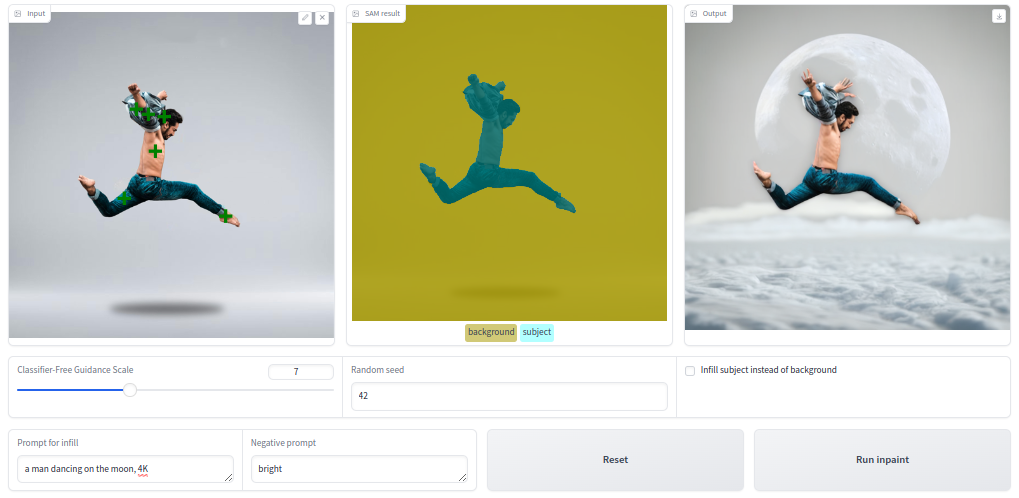 Input
SAM result
Output
background subject
Classifier-Free Guidance Scale
7
Random seed
42
Infill subject instead of background
Prompt for infill
a man dancing on the moon, 4K
Negative prompt
bright
Reset
Run inpaint